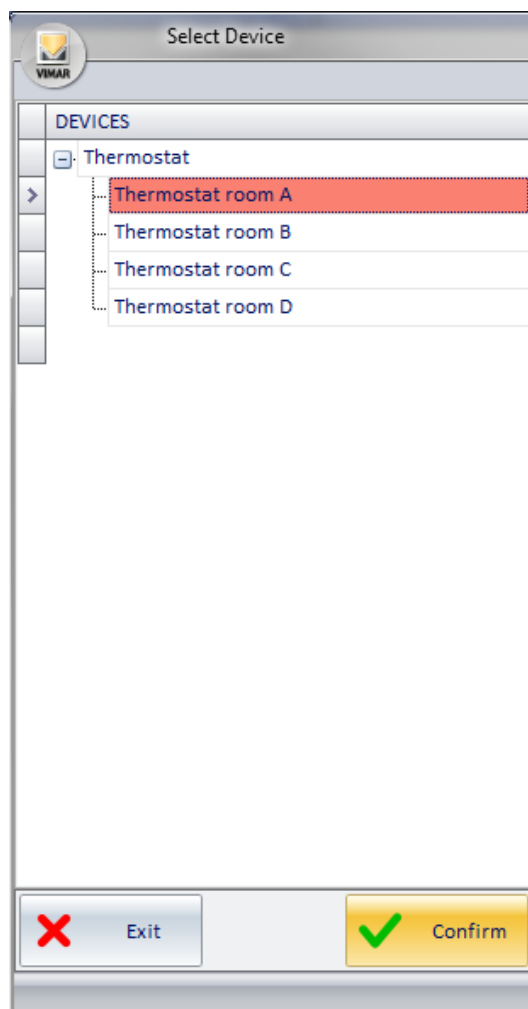 Select Device
VIMAR
DEVICES
Thermostat
Thermostat room A
Thermostat room B
Thermostat room C
Thermostat room D
Exit
Confirm